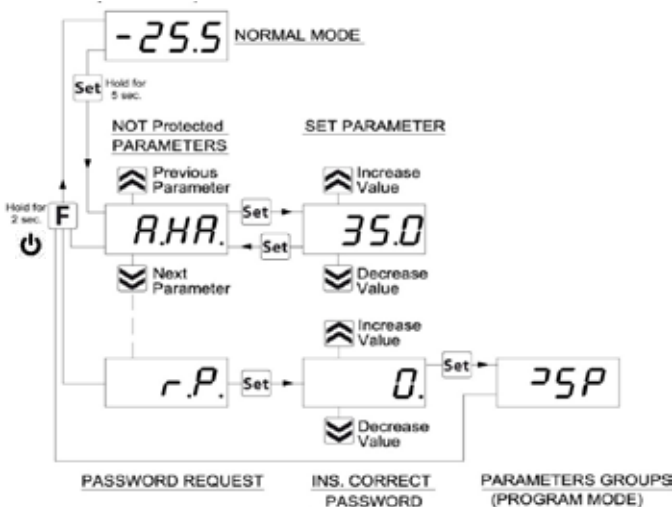 -25.5 NORMAL MODE
Set Hold for
5 sec.
NOT Protected SET PARAMETER
PARAMETERS
Previous
Parameter
Increase
Value
Hold for
2 sec. F
A.HA. Set 35.0
Set
Next
Parameter
Decrease
Value
Increase
Value
r.P. Set 0. Set ᄅSP
Decrease
Value
PASSWORD REQUEST INS. CORRECT PARAMETERS GROUPS
PASSWORD (PROGRAM MODE)